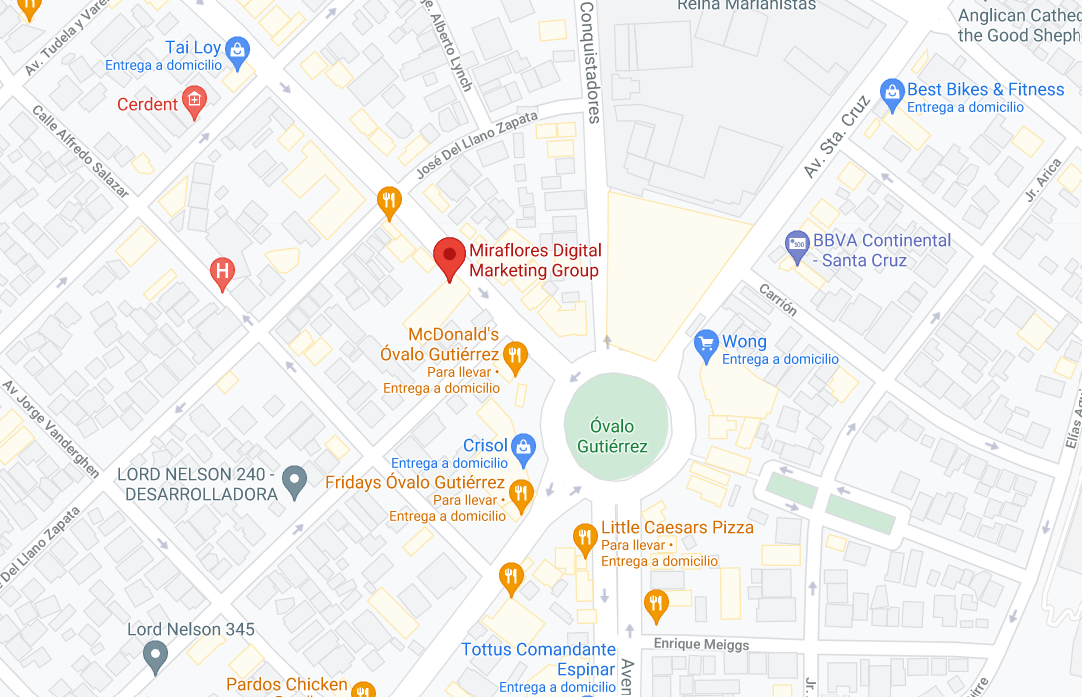 Reina Marianistas
Anglican Cathed
the Good Sheph
Av. Tudela y Varel
Jorge. Alberto Lynch
Conquistadores
Tai Loy
Entrega a domicilio
Cerdent
Best Bikes & Fitness
Entrega a domicilio
Av. Sta. Cruz
Calle Alfredo Salazar
José Del Llano Zapata
Jr. Arica
Miraflores Digital
Marketing Group
BBVA Continental
- Santa Cruz
H
Carrión
McDonald's
Óvalo Gutiérrez
Para llevar •
Entrega a domicilio
Wong
Entrega a domicilio
Av Jorge Vanderghen
Óvalo
Gutiérrez
Elías Agui
Crisol
Entrega a domicilio
LORD NELSON 240 -
DESARROLLADORA
Fridays Óvalo Gutiérrez
Para llevar •
Entrega a domicilio
Del Llano Zapata
Little Caesars Pizza
Para llevar •
Entrega a domicilio
Lord Nelson 345
Enrique Meiggs
Tottus Comandante
Espinar
Entrega a domicilio
Aven
Jr.
Pardos Chicken